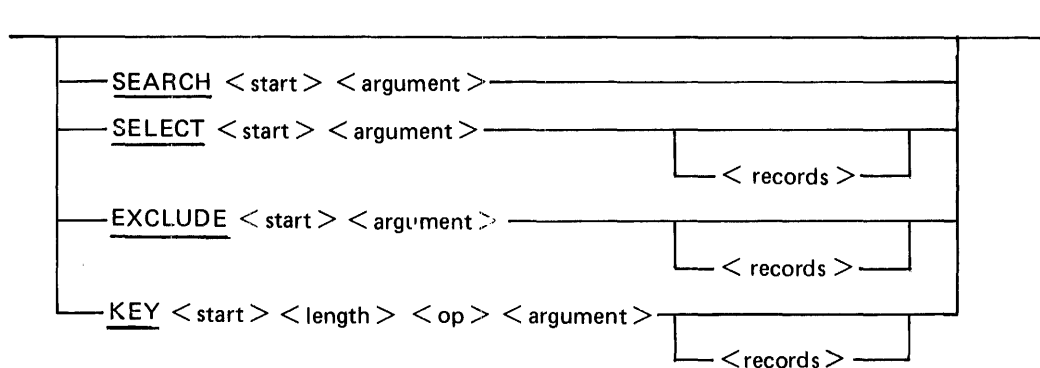 SEARCH < start > < argument >
SELECT < start > < argument >
< records >
EXCLUDE < start > < argument >
< records >
KEY < start > < length > < op > < argument >
< records >